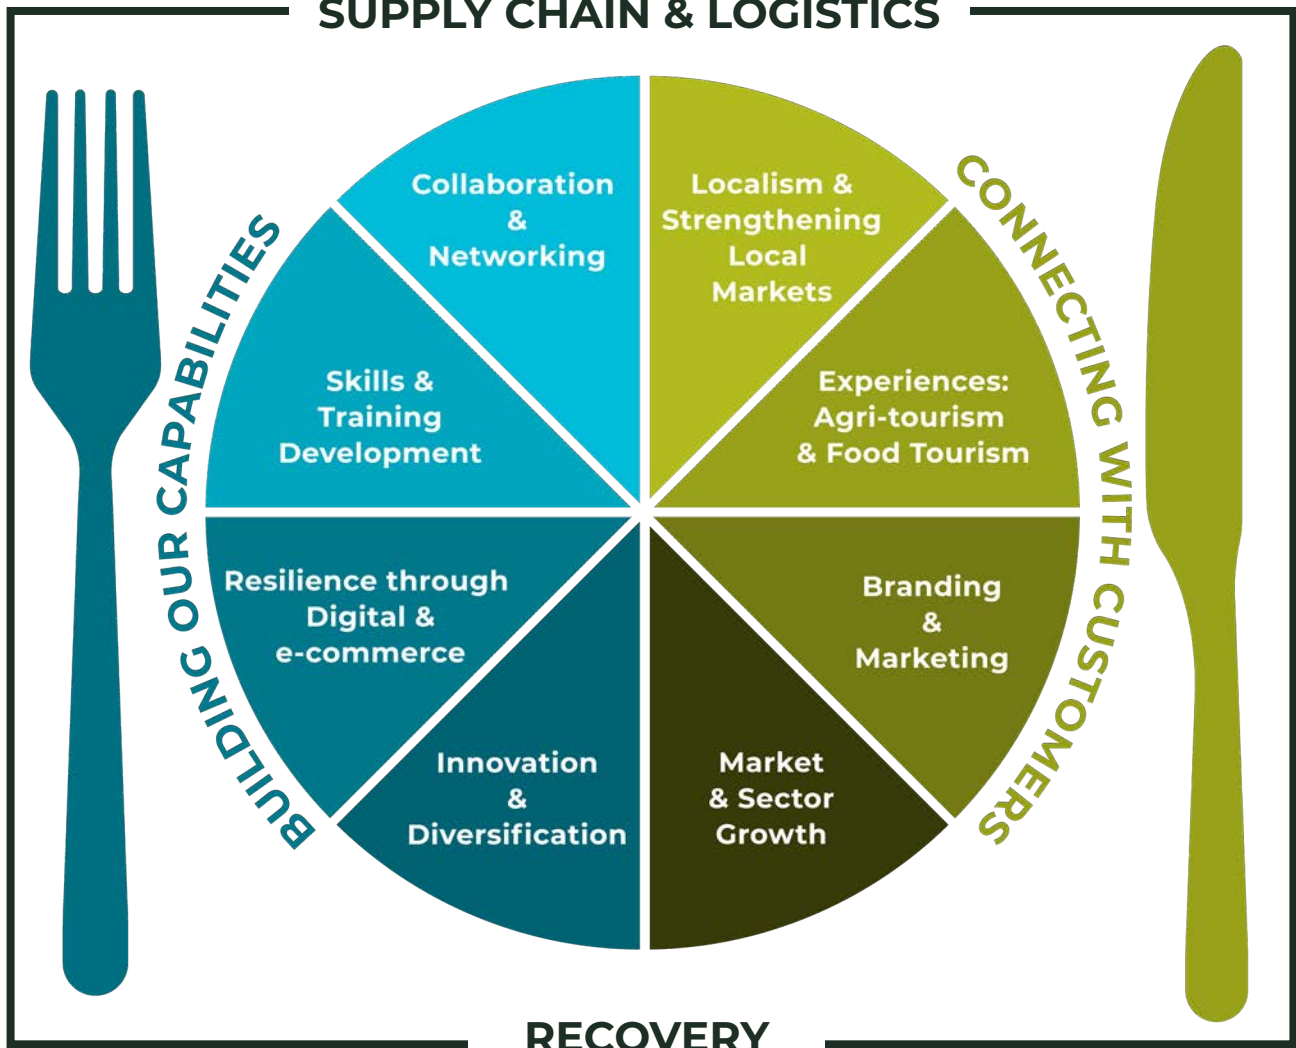 SUPPLY CHAIN & LOGISTICS
BUILDING OUR CAPABILITIES
Collaboration
&
Networking
Skills &
Training
Development
Resilience through
Digital &
e-commerce
Innovation
&
Diversification
Localism &
Strengthening
Local
Markets
Experiences:
Agri-tourism
& Food Tourism
Branding
&
Marketing
Market
& Sector
Growth
CONNECTING WITH CUSTOMERS
RECOVERY